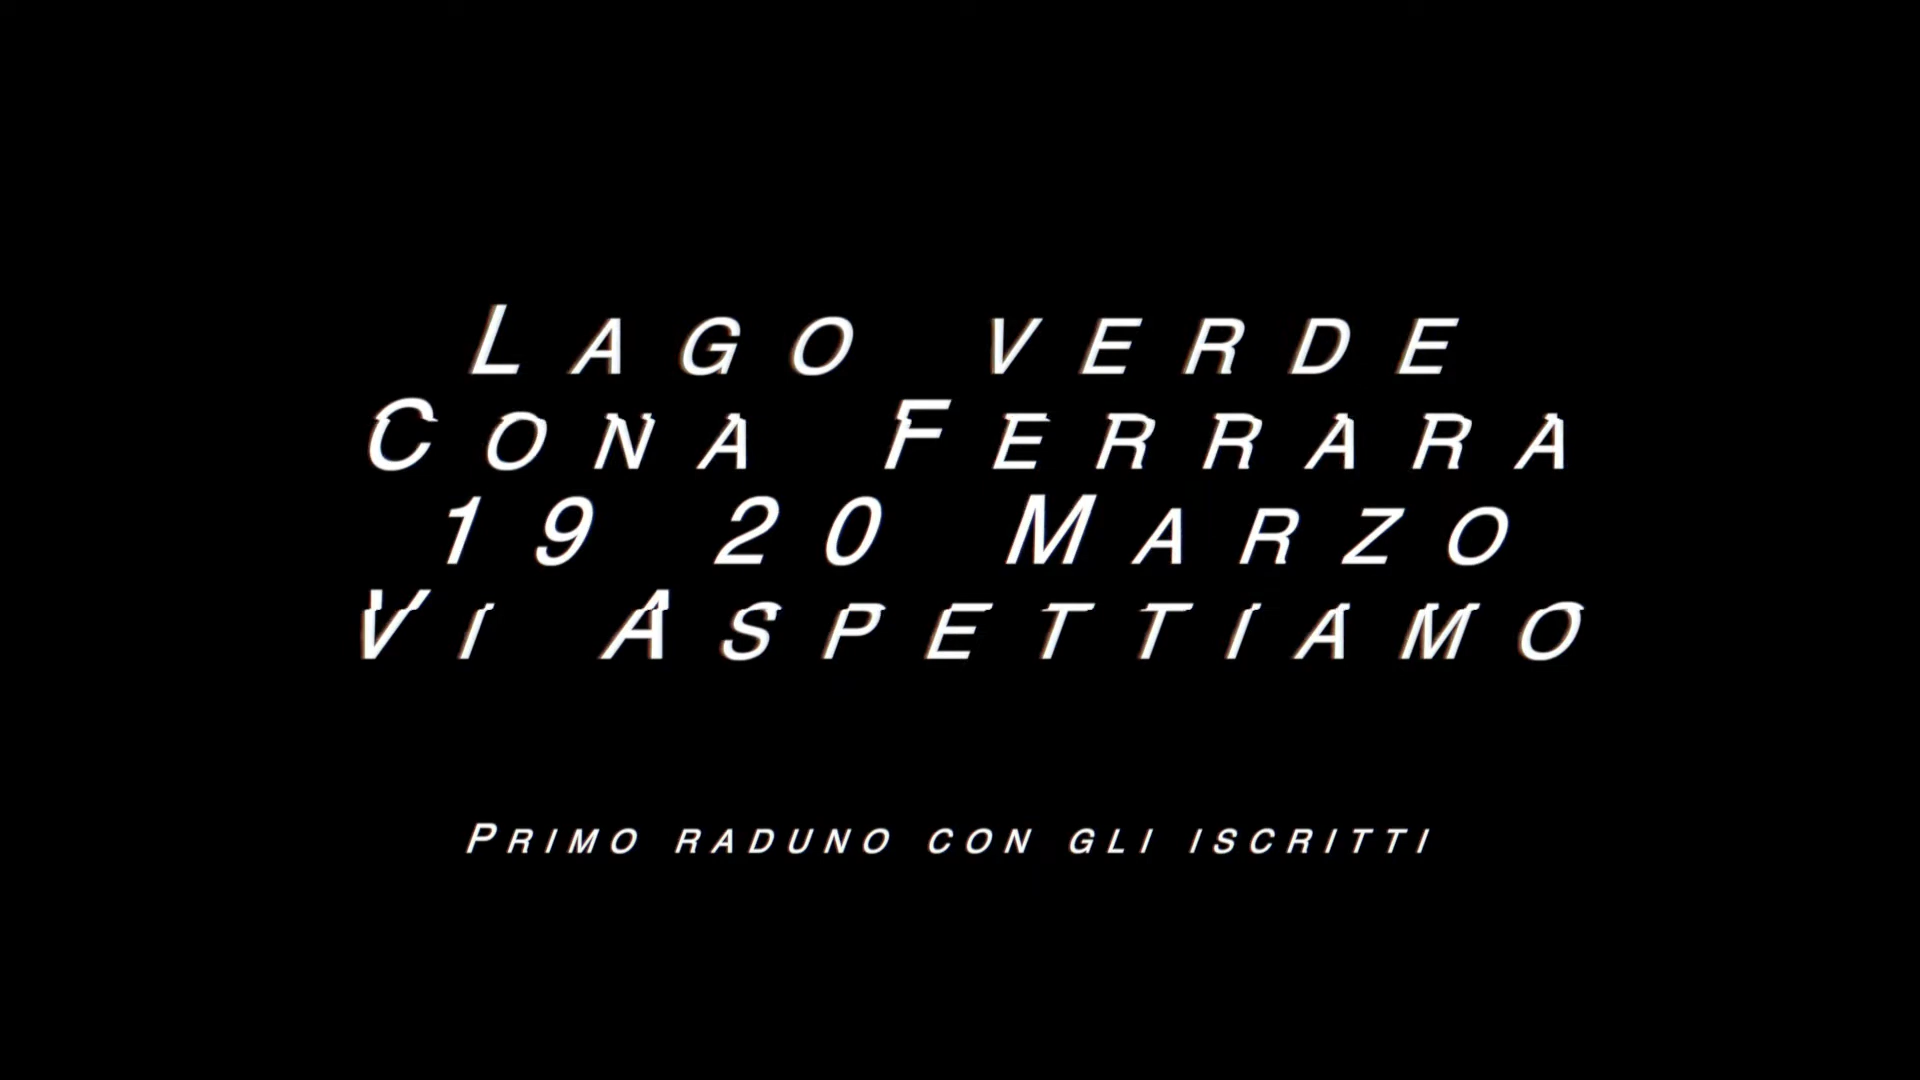 Lago verde
Cona Ferrara
19 20 Marzo
Vi Aspettiamo
Primo raduno con gli iscritti